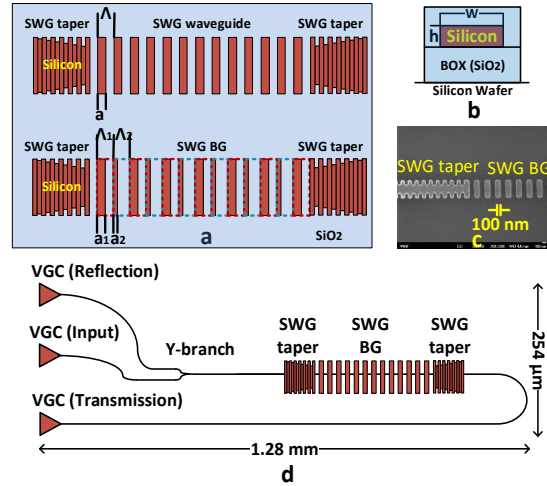 Λ
SWG taper
SWG waveguide
SWG taper
Silicon
a
Λ1 Λ2
SWG taper
SWG BG
SWG taper
Silicon
a1 a2
a
SiO2
W
h
Silicon
BOX (SiO2)
Silicon Wafer
b
SWG taper
SWG BG
100 nm
c
VGC (Reflection)
VGC (Input)
Y-branch
VGC (Transmission)
SWG
taper
SWG
BG
SWG
taper
254 μm
1.28 mm
d